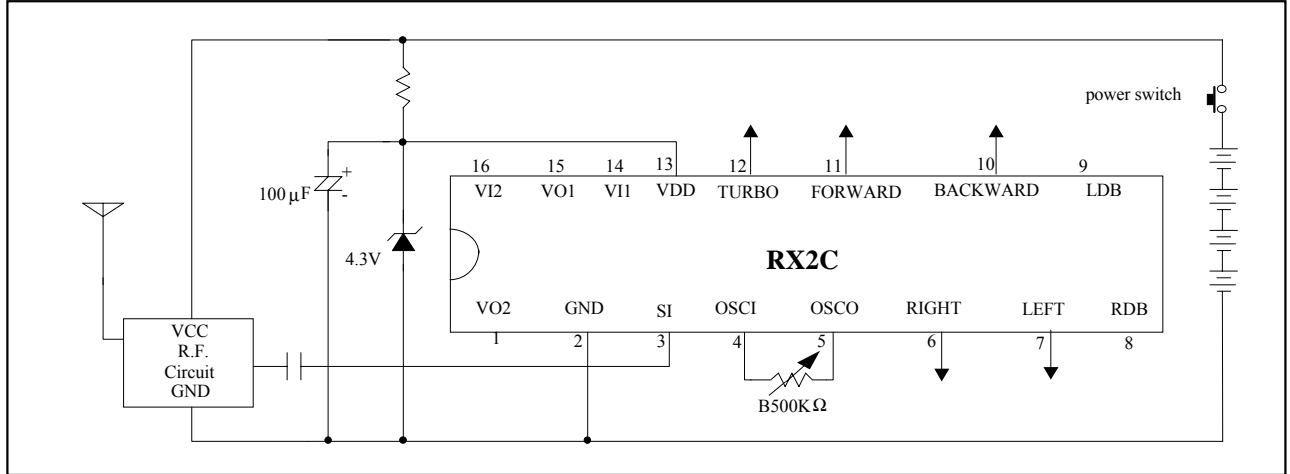 power switch
16 15 14 13 12 11 10 9
VI2 VO1 VI1 VDD TURBO FORWARD BACKWARD LDB
100μF
+
-
4.3V
RX2C
VO2 GND SI OSCI OSCO RIGHT LEFT RDB
1 2 3 4 5 6 7 8
VCC
R.F.
Circuit
GND
B500KΩ